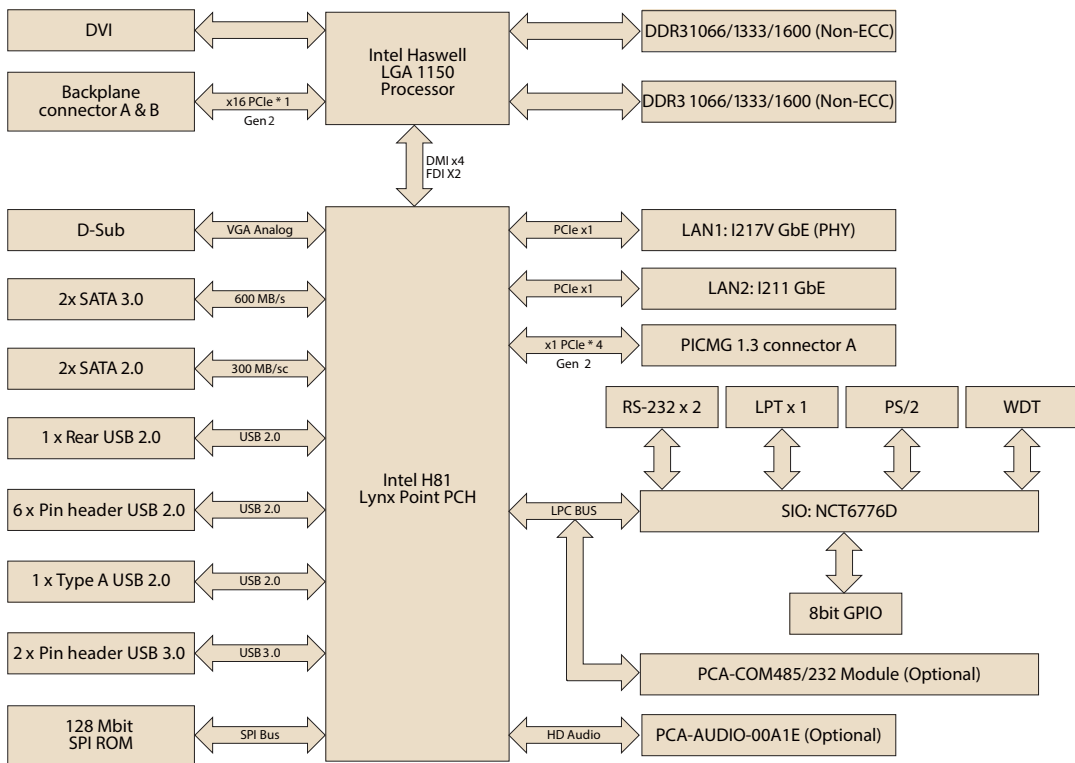 DVI
Intel Haswell
LGA 1150
Processor
DDR31066/1333/1600 (Non-ECC)
Backplane
connector A & B
x16 PCIe * 1
Gen 2
DDR3 1066/1333/1600 (Non-ECC)
DMI x4
FDI X2
D-Sub
VGA Analog
PCIe x1
LAN1: I217V GbE (PHY)
2x SATA 3.0
600 MB/s
PCIe x1
LAN2: I211 GbE
2x SATA 2.0
300 MB/sc
x1 PCIe * 4
Gen 2
PICMG 1.3 connector A
RS-232 x 2
LPT x 1
PS/2
WDT
1 x Rear USB 2.0
USB 2.0
Intel H81
Lynx Point PCH
6 x Pin header USB 2.0
USB 2.0
LPC BUS
SIO: NCT6776D
1 x Type A USB 2.0
USB 2.0
8bit GPIO
2 x Pin header USB 3.0
USB 3.0
PCA-COM485/232 Module (Optional)
128 Mbit
SPI ROM
SPI Bus
HD Audio
PCA-AUDIO-00A1E (Optional)